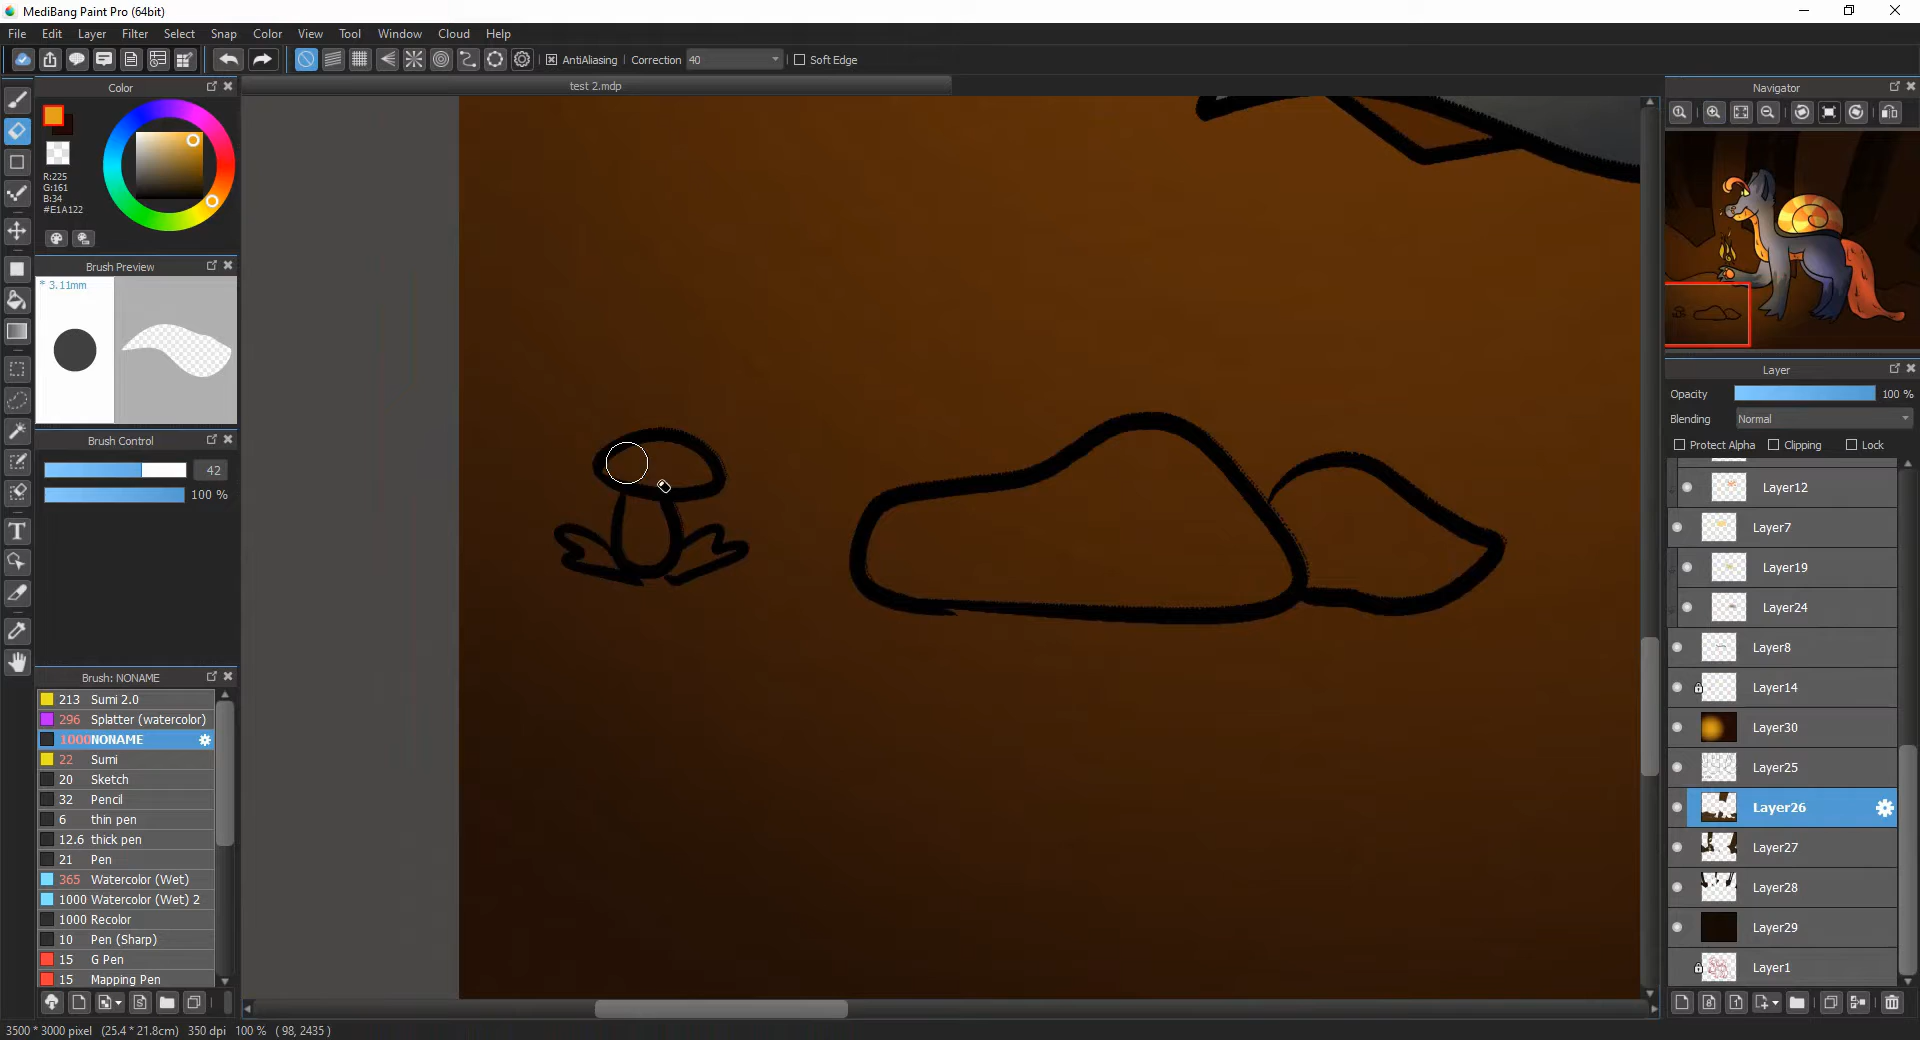 MediBang Paint Pro (64bit)
File Edit Layer Filter Select Snap Color View Tool Window Cloud Help
AntiAliasing Correction 40 Soft Edge
Color
test 2.mdp
Navigator
R:225
G:161
B:34
#E1A122
Brush Preview
* 3.11mm
Brush Control
42
100 %
Brush: NONAME
213 Sumi 2.0
296 Splatter (watercolor)
1000 NONAME
22 Sumi
20 Sketch
32 Pencil
6 thin pen
12.6 thick pen
21 Pen
365 Watercolor (Wet)
1000 Watercolor (Wet) 2
1000 Recolor
10 Pen (Sharp)
15 G Pen
15 Mapping Pen
Layer
Opacity 100 %
Blending Normal
Protect Alpha Clipping Lock
Layer12
Layer7
Layer19
Layer24
Layer8
Layer14
Layer30
Layer25
Layer26
Layer27
Layer28
Layer29
Layer1
3500 * 3000 pixel (25.4 * 21.8cm) 350 dpi 100 % ( 98, 2435 )